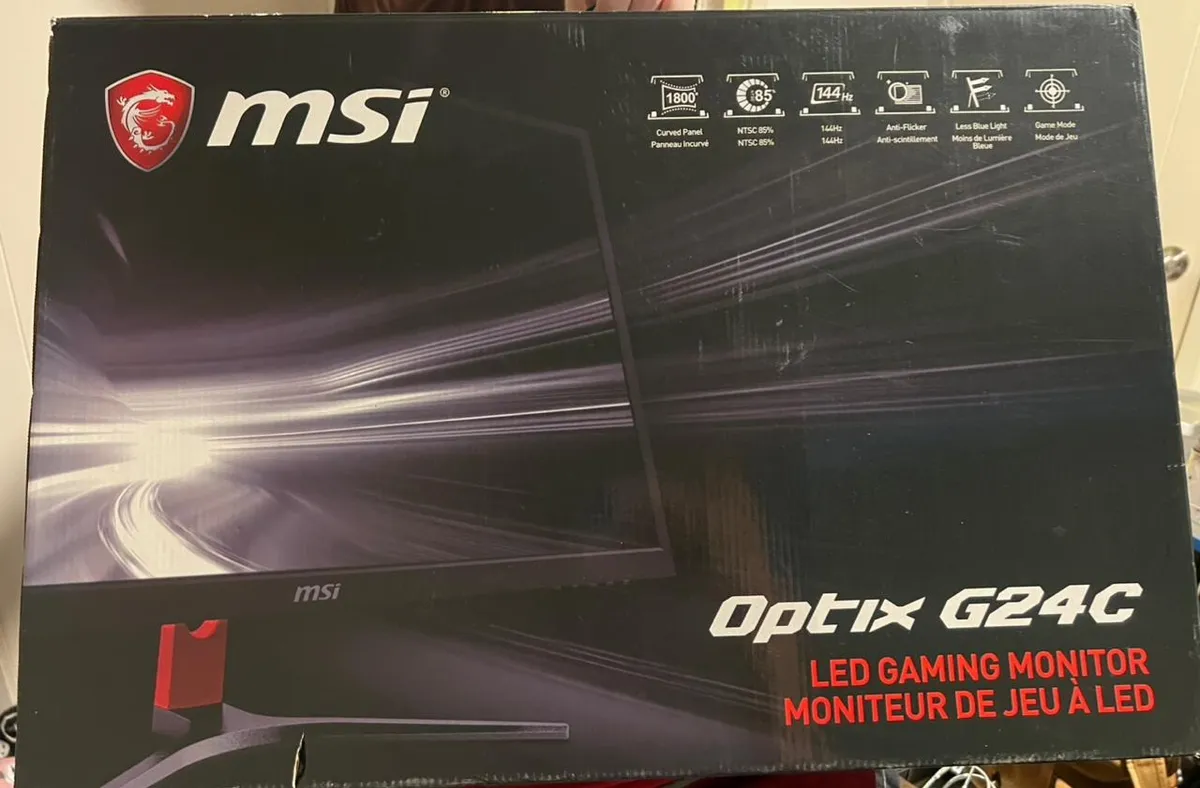 msi®
1800°
85
144Hz
Curved Panel
Panneau Incurvé
NTSC 85%
NTSC 85%
144Hz
144Hz
Anti-Flicker
Anti-scintillement
Less Blue Light
Moins de Lumière
Bleue
Game Mode
Mode de Jeu
msi
Optix G24C
LED GAMING MONITOR
MONITEUR DE JEU À LED